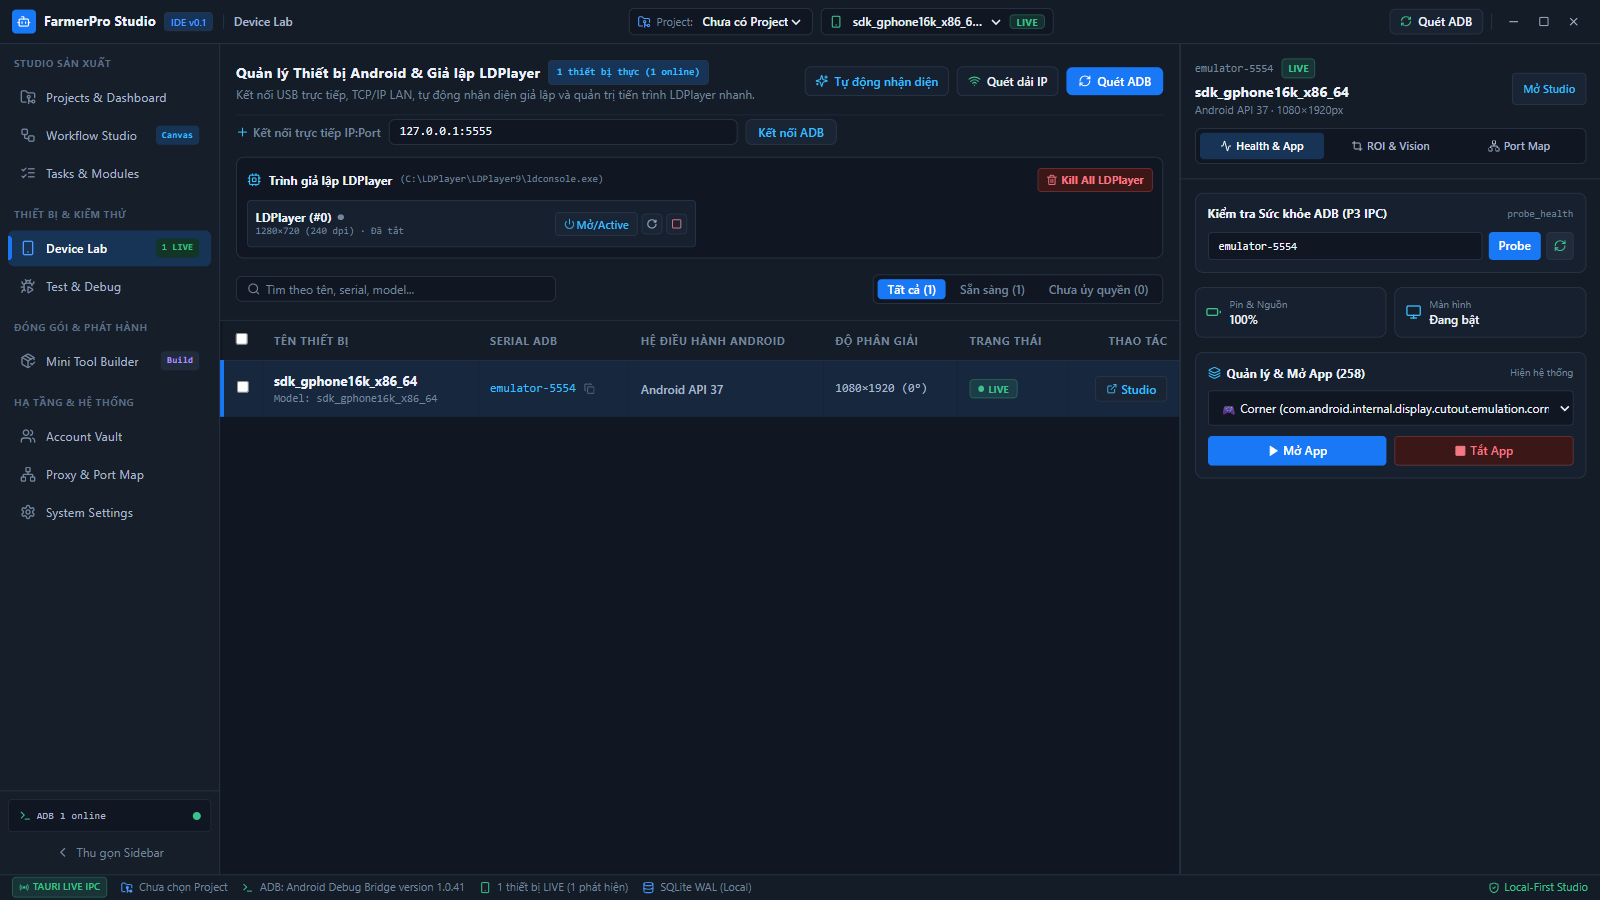 FarmerPro Studio IDE v0.1 Device Lab
Project: Chưa có Project
sdk_gphone16k_x86_6... LIVE
Quét ADB
STUDIO SẢN XUẤT
Projects & Dashboard
Workflow Studio Canvas
Tasks & Modules
THIẾT BỊ & KIỂM THỬ
Device Lab 1 LIVE
Test & Debug
ĐÓNG GÓI & PHÁT HÀNH
Mini Tool Builder Build
HẠ TẦNG & HỆ THỐNG
Account Vault
Proxy & Port Map
System Settings
ADB 1 online
Thu gọn Sidebar
Quản lý Thiết bị Android & Giả lập LDPlayer 1 thiết bị thực (1 online)
Kết nối USB trực tiếp, TCP/IP LAN, tự động nhận diện giả lập và quản trị tiến trình LDPlayer nhanh.
Tự động nhận diện
Quét dải IP
Quét ADB
Kết nối trực tiếp IP:Port 127.0.0.1:5555 Kết nối ADB
Trình giả lập LDPlayer (C:\LDPlayer\LDPlayer9\ldconsole.exe) Kill All LDPlayer
LDPlayer (#0)
1280×720 (240 dpi) · Đã tắt
Mở/Active
Tìm theo tên, serial, model...
Tất cả (1) Sẵn sàng (1) Chưa ủy quyền (0)
TÊN THIẾT BỊ SERIAL ADB HỆ ĐIỀU HÀNH ANDROID ĐỘ PHÂN GIẢI TRẠNG THÁI THAO TÁC
sdk_gphone16k_x86_64
Model: sdk_gphone16k_x86_64
emulator-5554 Android API 37 1080×1920 (0°) LIVE Studio
emulator-5554 LIVE
sdk_gphone16k_x86_64
Android API 37 · 1080×1920px
Mở Studio
Health & App ROI & Vision Port Map
Kiểm tra Sức khỏe ADB (P3 IPC) probe_health
emulator-5554 Probe
Pin & Nguồn
100%
Màn hình
Đang bật
Quản lý & Mở App (258) Hiện hệ thống
Corner (com.android.internal.display.cutout.emulation.corn
Mở App Tắt App
TAURI LIVE IPC Chưa chọn Project ADB: Android Debug Bridge version 1.0.41 1 thiết bị LIVE (1 phát hiện) SQLite WAL (Local) Local-First Studio